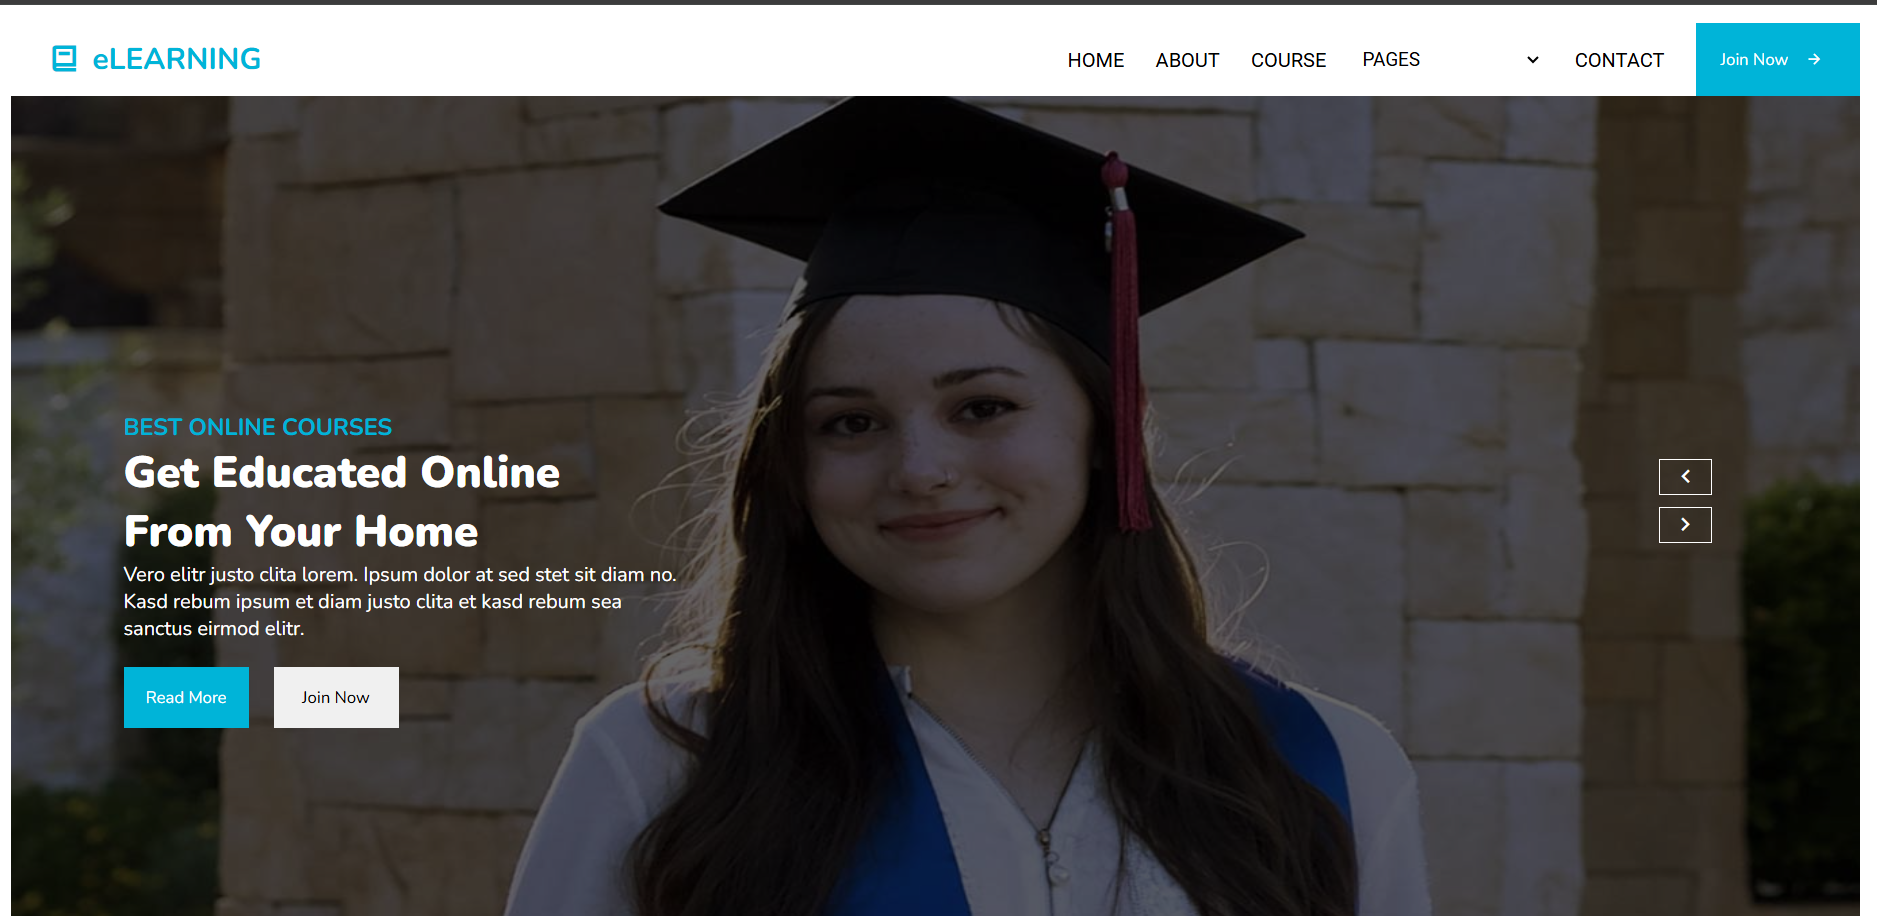 eLEARNING
HOME ABOUT COURSE PAGES CONTACT Join Now
BEST ONLINE COURSES
Get Educated Online
From Your Home
Vero elitr justo clita lorem. Ipsum dolor at sed stet sit diam no.
Kasd rebum ipsum et diam justo clita et kasd rebum sea
sanctus eirmod elitr.
Read More Join Now